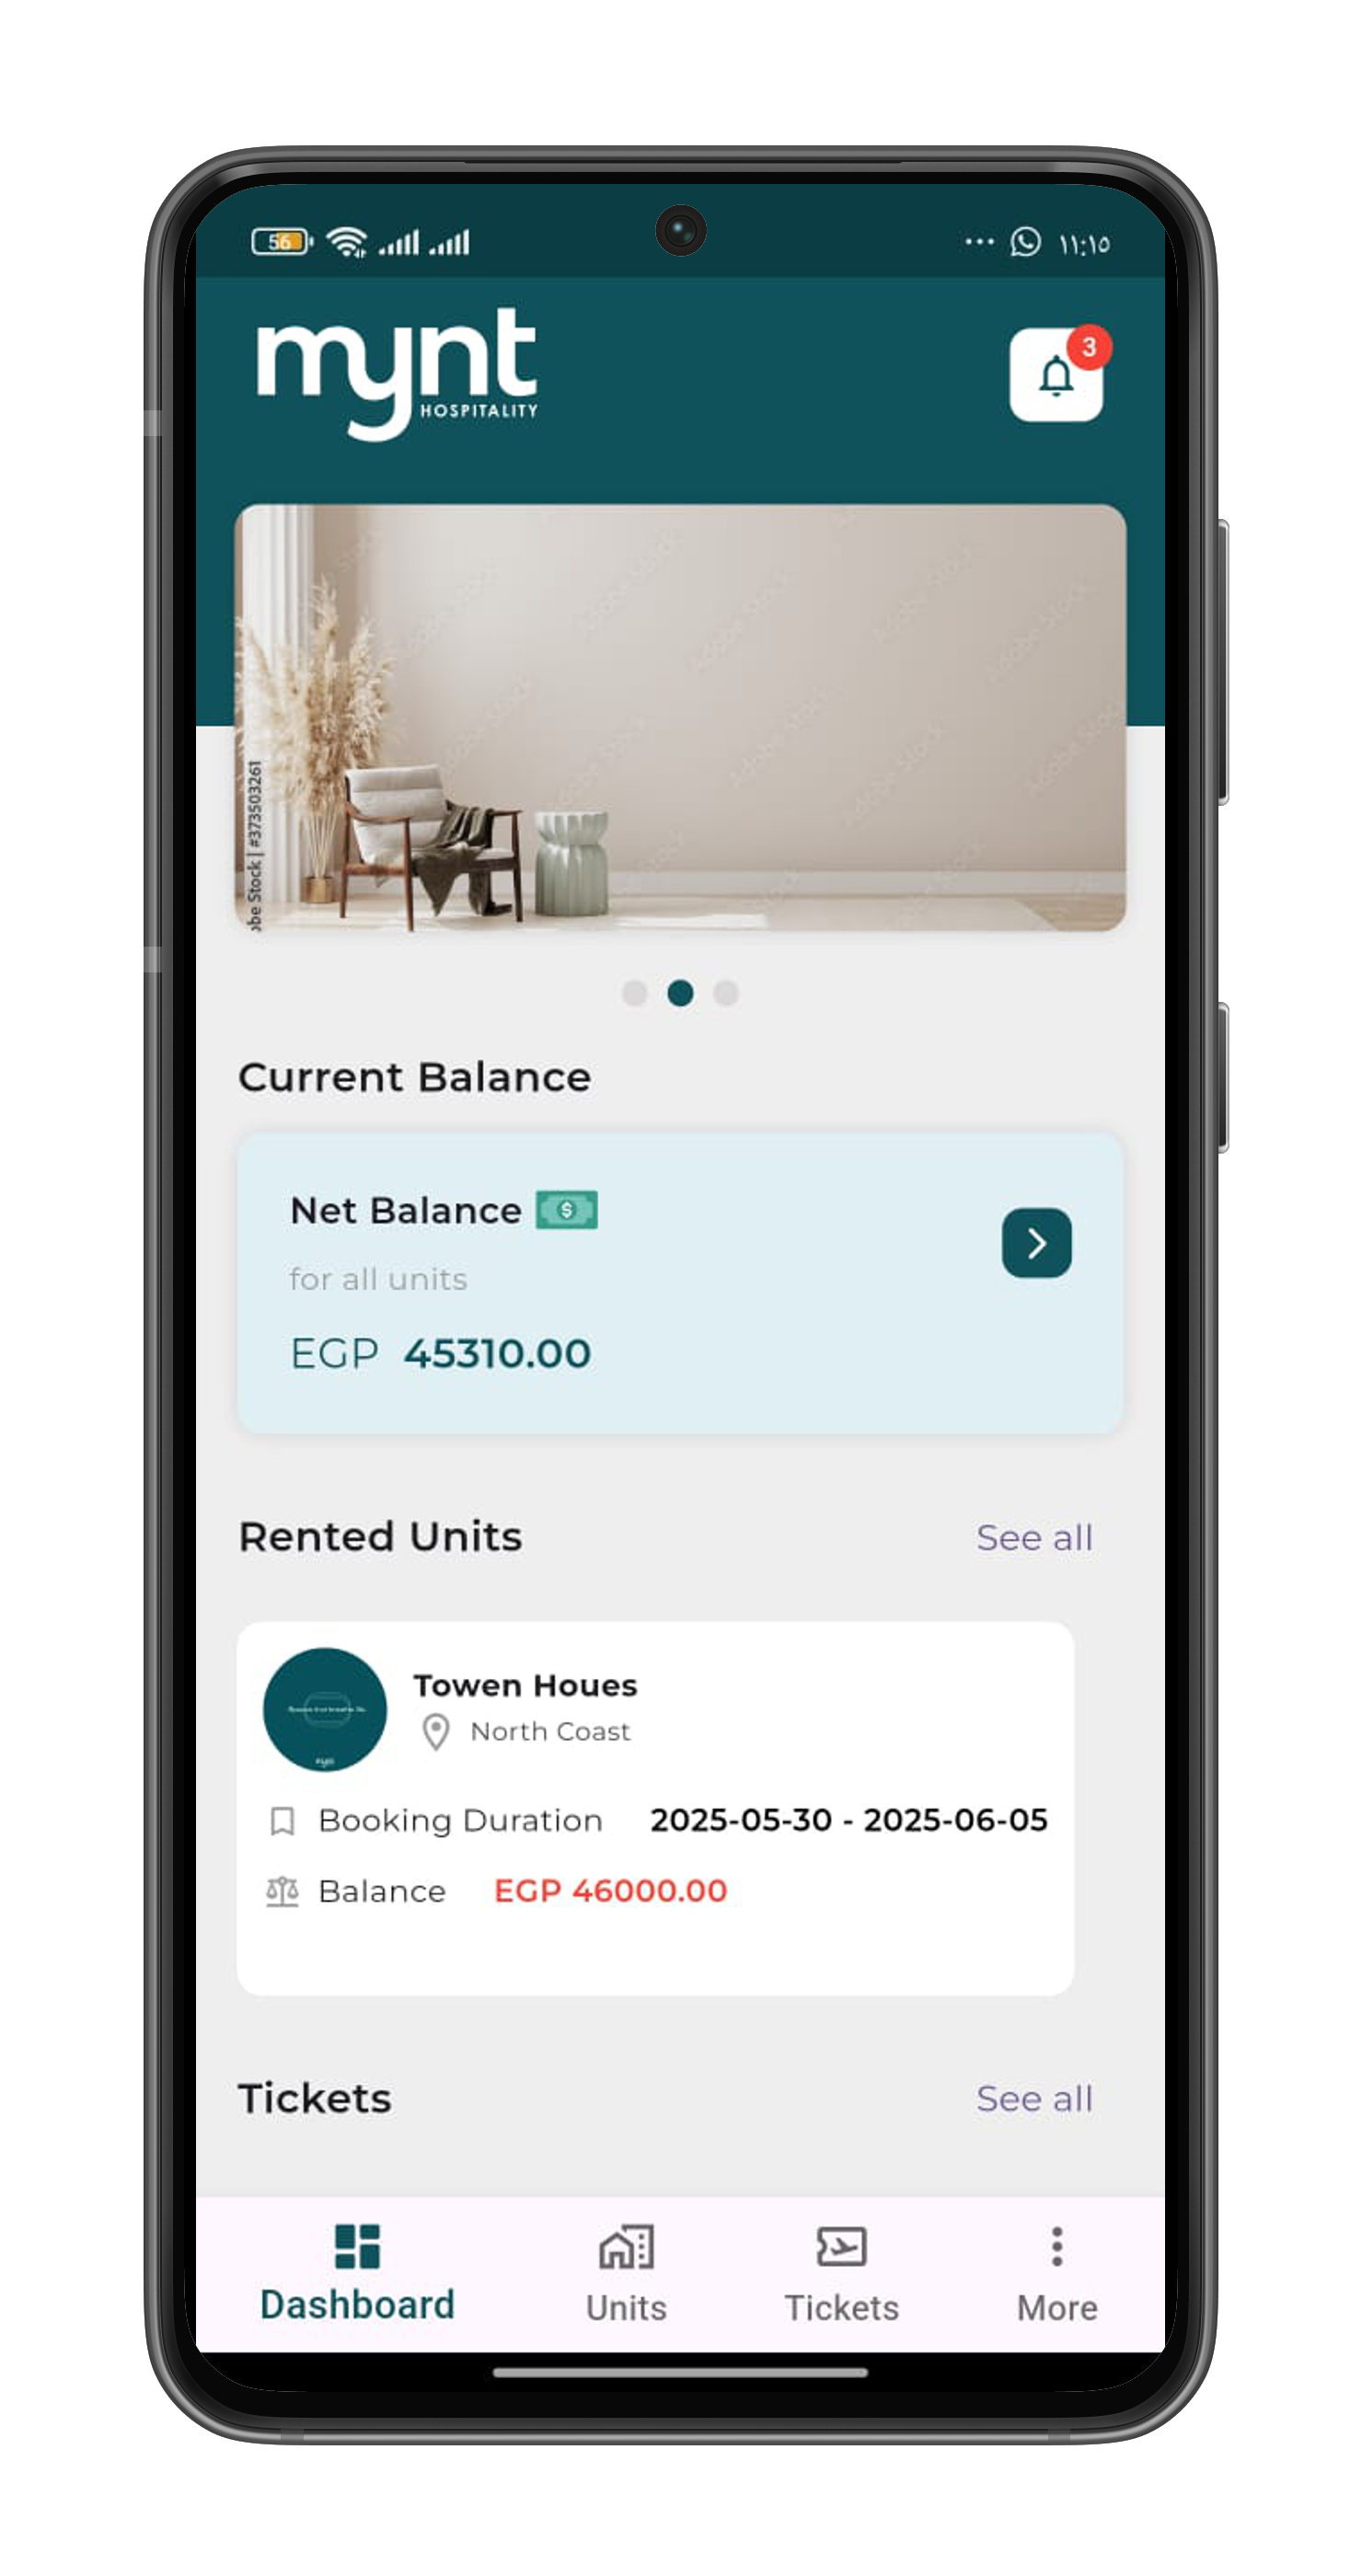 56
١١:١٥
mynt
HOSPITALITY
3
Adobe Stock
obe Stock | #373503261
Current Balance
Net Balance
for all units
EGP 45310.00
Rented Units
See all
Towen Houes
North Coast
Booking Duration 2025-05-30 - 2025-06-05
Balance EGP 46000.00
Tickets
See all
Dashboard
Units
Tickets
More